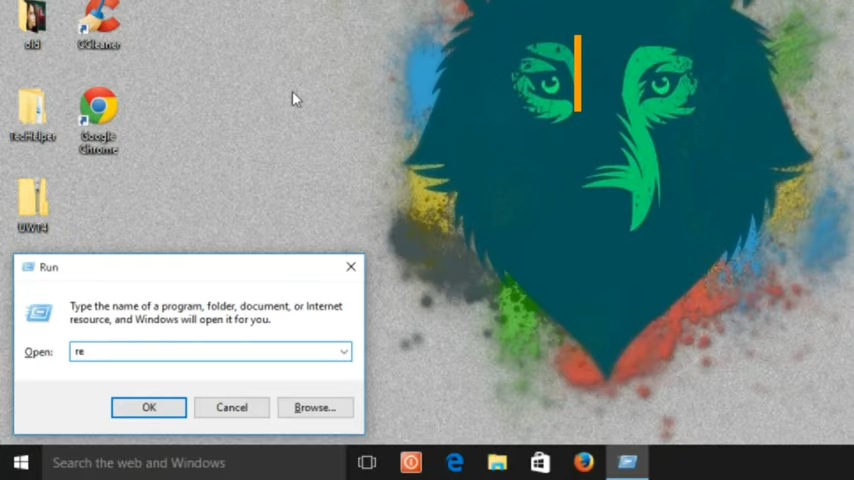 old
CCleaner
TecHelper
Google
Chrome
UWT4
Run
Type the name of a program, folder, document, or Internet
resource, and Windows will open it for you.
Open:
re
OK
Cancel
Browse...
Search the web and Windows